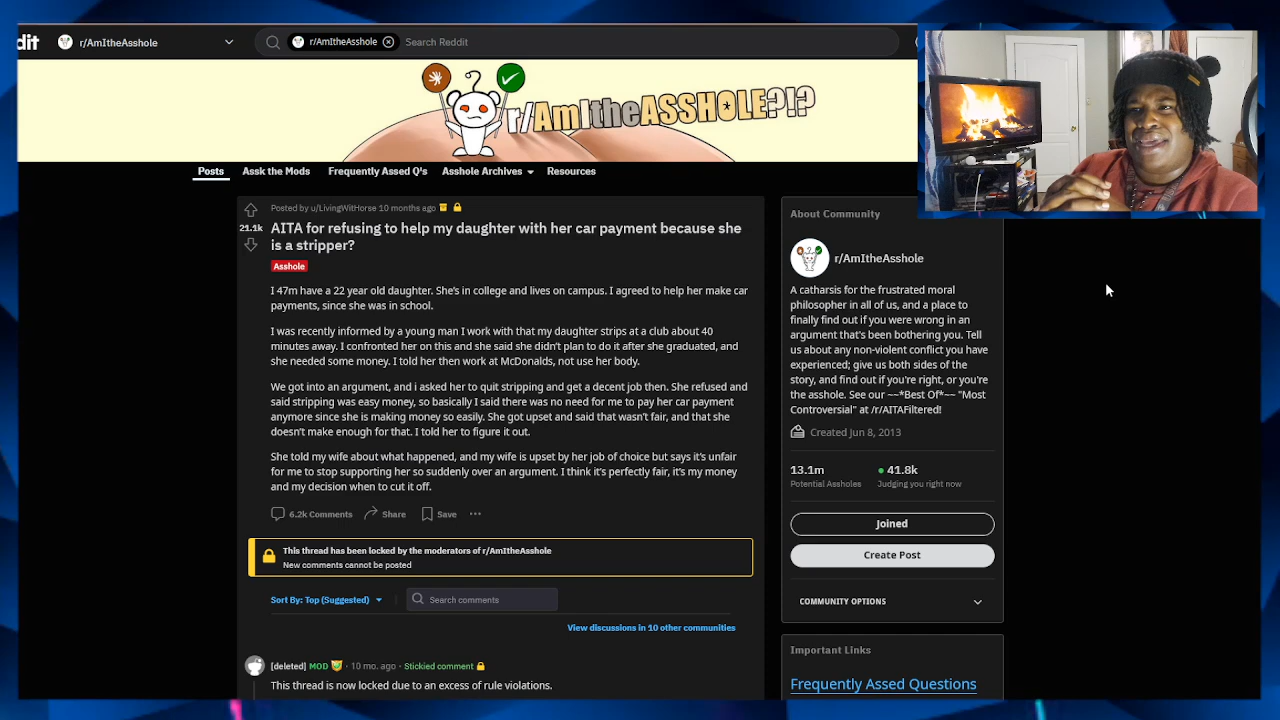 dit
r/AmItheAsshole
r/AmItheAsshole
Search Reddit
r/AmItheASSHOLE?!?
Posts
Assk the Mods
Frequently Assed Q's
Asshole Archives
Resources
Posted by u/LivingWitHorse 10 months ago
21.1k
AITA for refusing to help my daughter with her car payment because she
is a stripper?
Asshole
I 47m have a 22 year old daughter. She's in college and lives on campus. I agreed to help her make car
payments, since she was in school.
I was recently informed by a young man I work with that my daughter strips at a club about 40
minutes away. I confronted her on this and she said she didn't plan to do it after she graduated, and
she needed some money. I told her then work at McDonalds, not use her body.
We got into an argument, and i asked her to quit stripping and get a decent job then. She refused and
said stripping was easy money, so basically I said there was no need for me to pay her car payment
anymore since she is making money so easily. She got upset and said that wasn't fair, and that she
doesn't make enough for that. I told her to figure it out.
She told my wife about what happened, and my wife is upset by her job of choice but says it's unfair
for me to stop supporting her so suddenly over an argument. I think it's perfectly fair, it's my money
and my decision when to cut it off.
6.2k Comments
Share
Save
This thread has been locked by the moderators of r/AmItheAsshole
New comments cannot be posted
Sort By: Top (Suggested)
Search comments
View discussions in 10 other communities
[deleted] MOD · 10 mo. ago · Stickied comment
This thread is now locked due to an excess of rule violations.
About Community
r/AmItheAsshole
A catharsis for the frustrated moral
philosopher in all of us, and a place to
finally find out if you were wrong in an
argument that's been bothering you. Tell
us about any non-violent conflict you have
experienced; give us both sides of the
story, and find out if you're right, or you're
the asshole. See our ~~*Best Of*~~ "Most
Controversial" at /r/AITAFiltered!
Created Jun 8, 2013
13.1m
Potential Assholes
41.8k
Judging you right now
Joined
Create Post
COMMUNITY OPTIONS
Important Links
Frequently Assed Questions